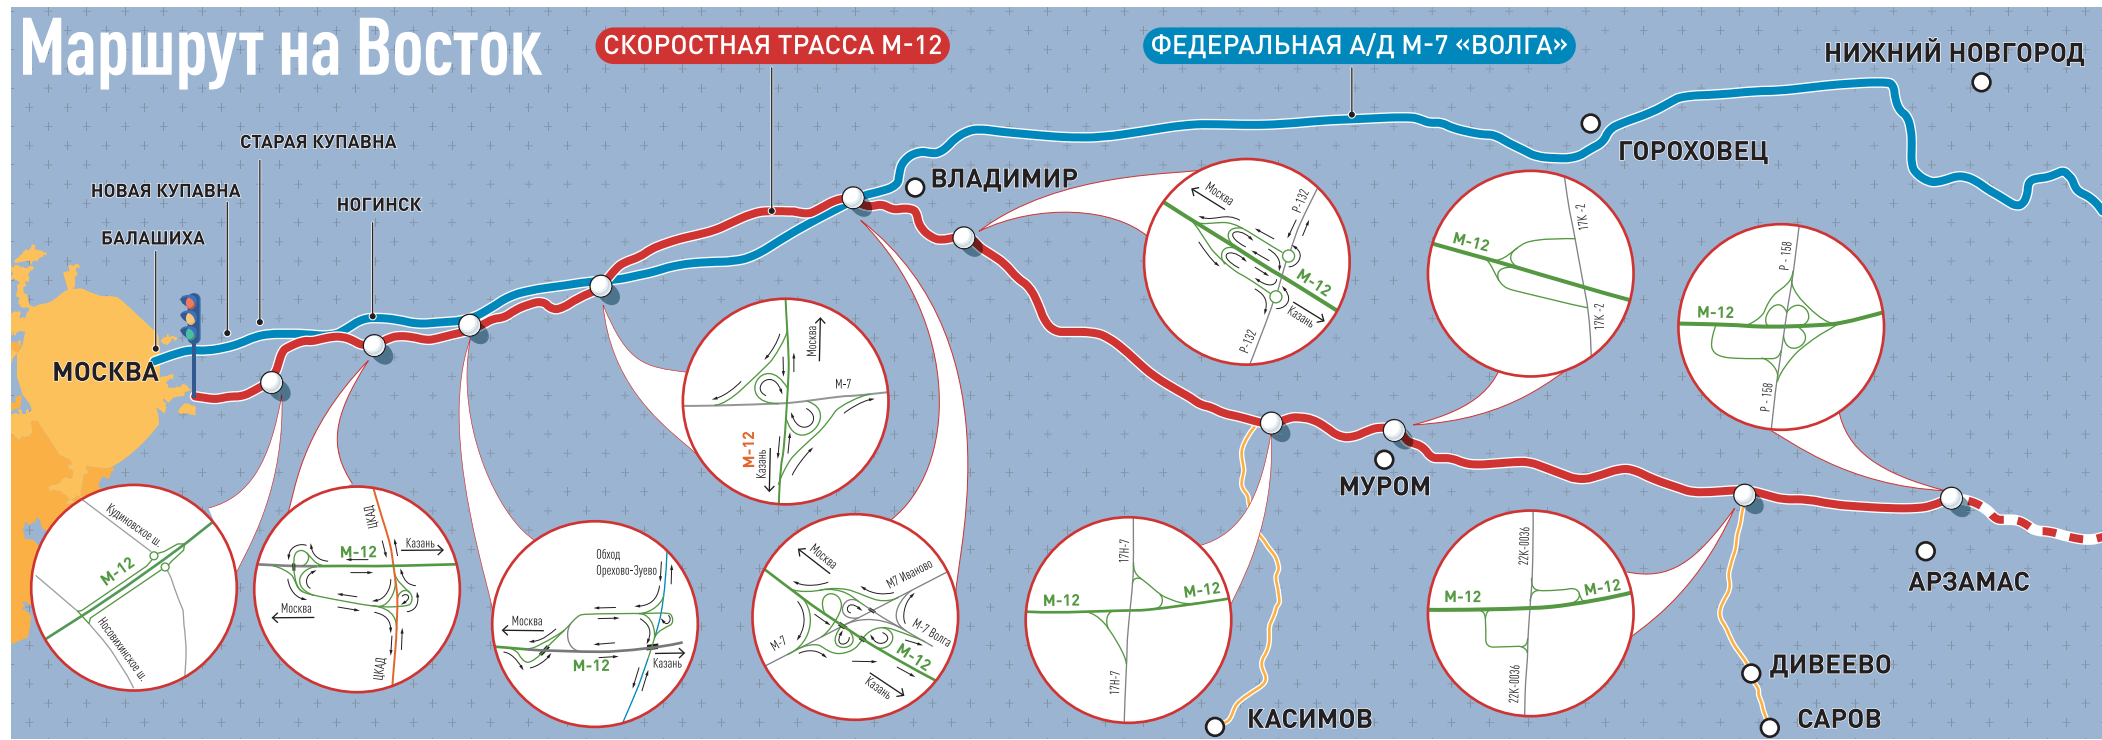 Маршрут на Восток
СКОРОСТНАЯ ТРАССА М-12
ФЕДЕРАЛЬНАЯ А/Д М-7 «ВОЛГА»
НИЖНИЙ НОВГОРОД
СТАРАЯ КУПАВНА
ГОРОХОВЕЦ
НОВАЯ КУПАВНА
ВЛАДИМИР
НОГИНСК
БАЛАШИХА
МОСКВА
МУРОМ
АРЗАМАС
ДИВЕЕВО
КАСИМОВ
САРОВ
Кудиновское ш.
М-12
Носовихинское ш.
ЦКАД
М-12
Казань
Москва
ЦКАД
Обход
Орехово-Зуево
Москва
М-12
Казань
Москва
М-7
М-12
Казань
Москва
М7 Иваново
М-7
М-7 Волга
М-12
Казань
Москва
Р-132
М-12
Казань
Р-132
17Н-7
М-12
М-12
17Н-7
17К -2
М-12
17К -2
22К-0036
М-12
М-12
22К-0036
Р - 158
М-12
Р - 158